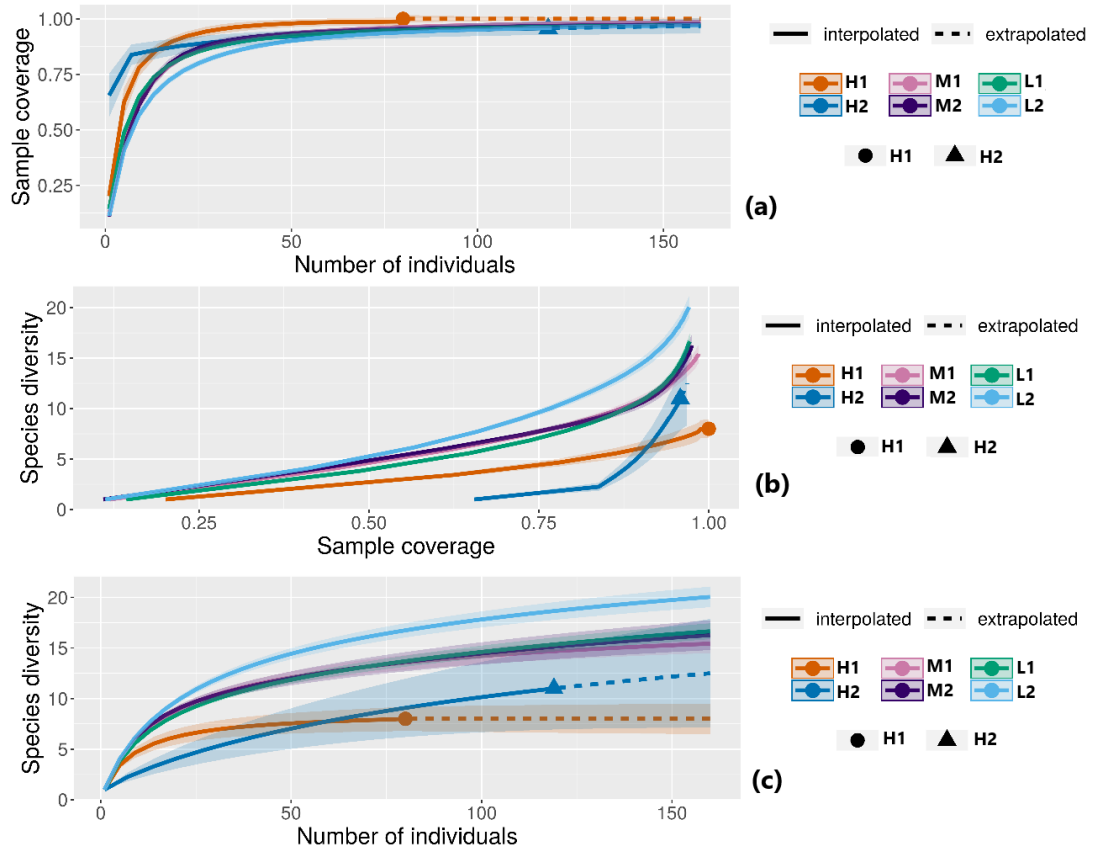 1.00
0.75
0.50
0.25
Sample coverage
0 50 100 150
Number of individuals
interpolated extrapolated
H1 M1 L1
H2 M2 L2
H1 H2
(a)
20
15
10
5
0
Species diversity
0.25 0.50 0.75 1.00
Sample coverage
interpolated extrapolated
H1 M1 L1
H2 M2 L2
H1 H2
(b)
20
15
10
5
0
Species diversity
0 50 100 150
Number of individuals
interpolated extrapolated
H1 M1 L1
H2 M2 L2
H1 H2
(c)